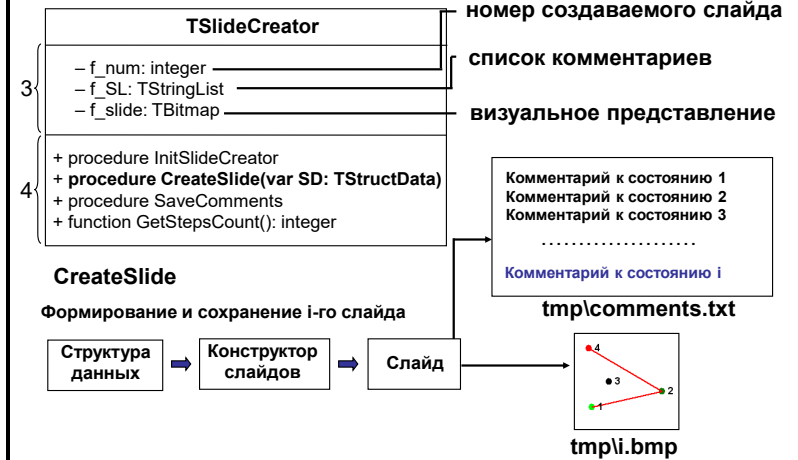 TSlideCreator
номер создаваемого слайда
3
– f_num: integer
– f_SL: TStringList
– f_slide: TBitmap
список комментариев
визуальное представление
4
+ procedure InitSlideCreator
+ procedure CreateSlide(var SD: TStructData)
+ procedure SaveComments
+ function GetStepsCount(): integer
Комментарий к состоянию 1
Комментарий к состоянию 2
Комментарий к состоянию 3
......................
Комментарий к состоянию i
tmp\comments.txt
CreateSlide
Формирование и сохранение i-го слайда
Структура
данных
Конструктор
слайдов
Слайд
4
3
2
1
tmp\i.bmp